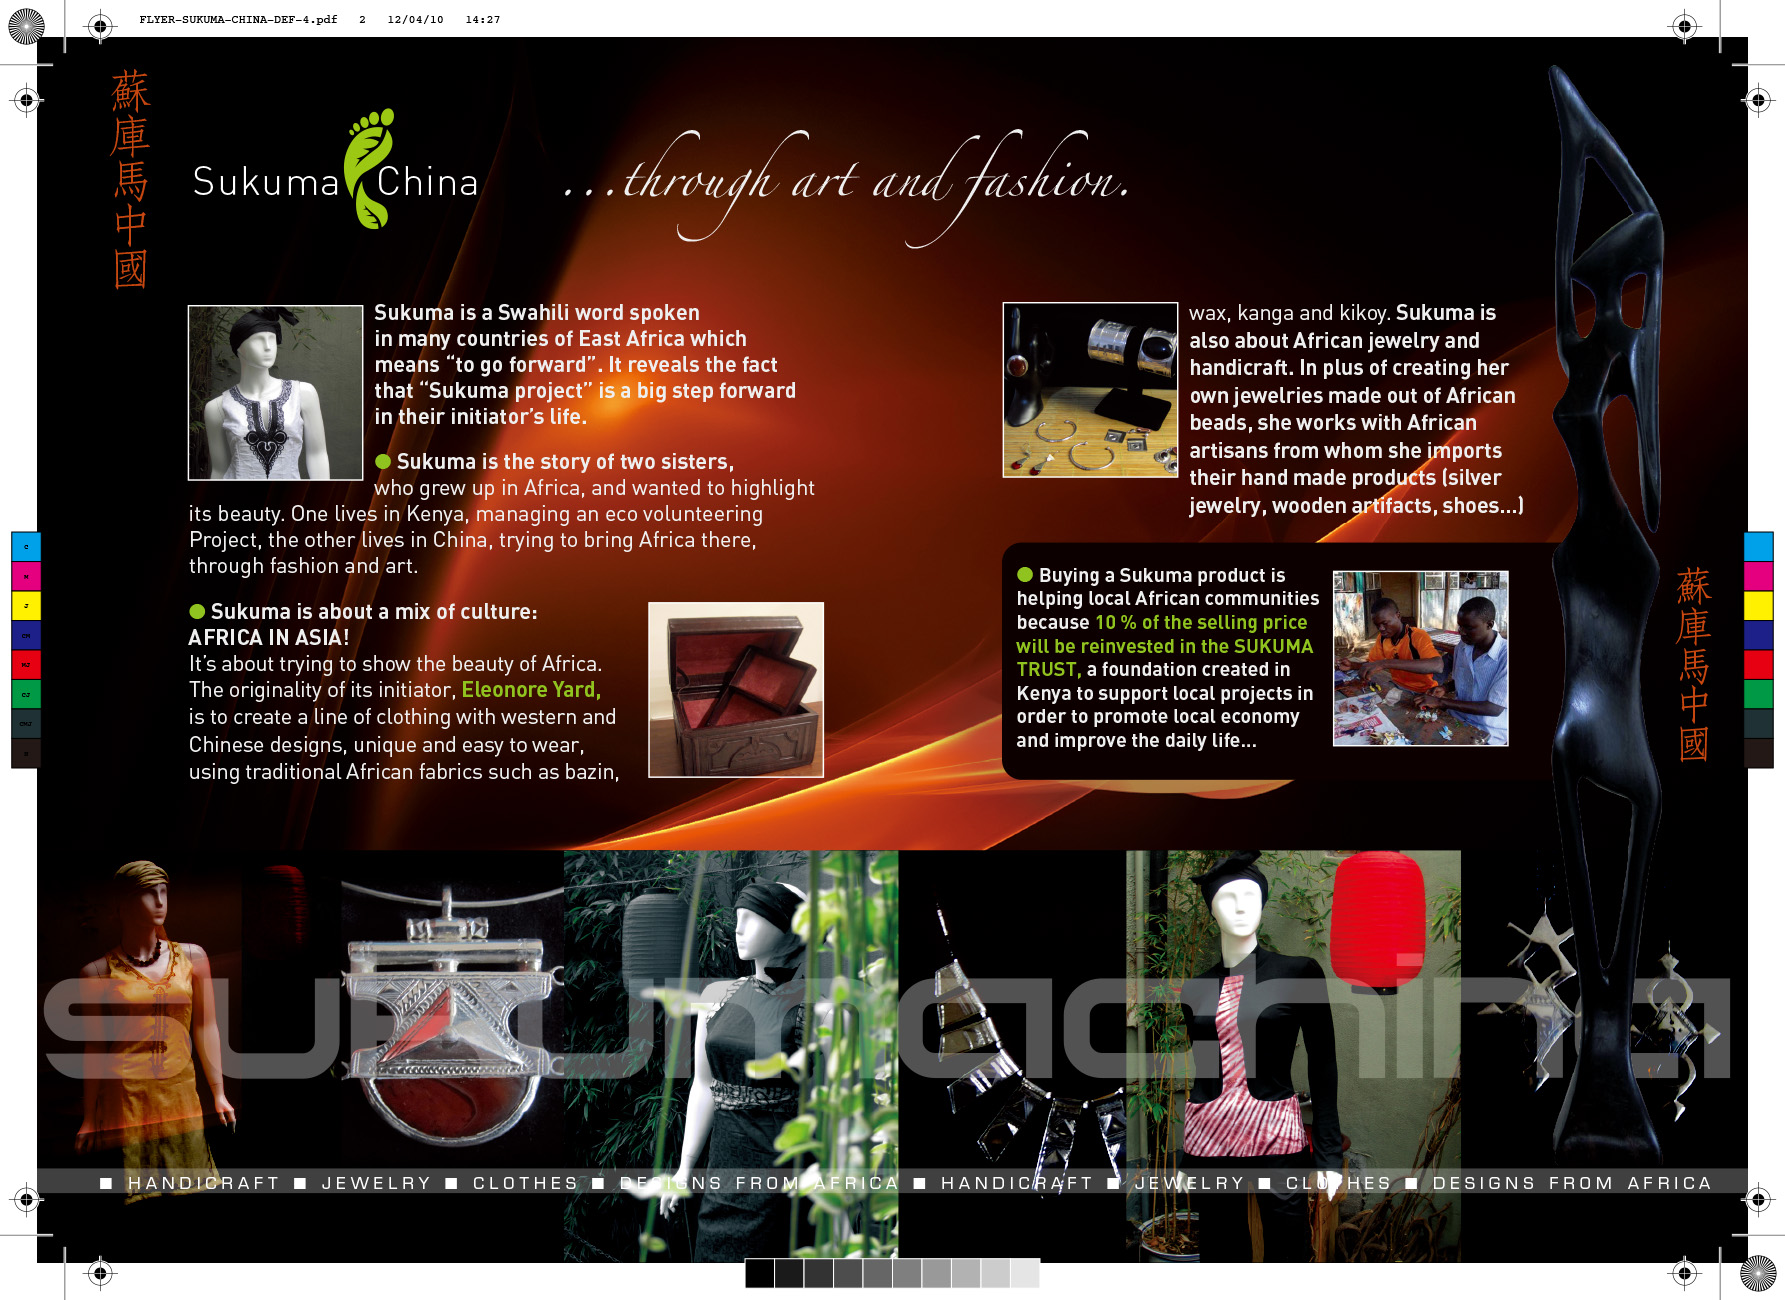 FLYER-SUKUMA-CHINA-DEF-4.pdf 2 12/04/10 14:27
蘇庫馬中國
Sukuma China
...through art and fashion.
Sukuma is a Swahili word spoken
in many countries of East Africa which
means “to go forward”. It reveals the fact
that “Sukuma project” is a big step forward
in their initiator’s life.
● Sukuma is the story of two sisters,
who grew up in Africa, and wanted to highlight
its beauty. One lives in Kenya, managing an eco volunteering
Project, the other lives in China, trying to bring Africa there,
through fashion and art.
● Sukuma is about a mix of culture:
AFRICA IN ASIA!
It’s about trying to show the beauty of Africa.
The originality of its initiator, Eleonore Yard,
is to create a line of clothing with western and
Chinese designs, unique and easy to wear,
using traditional African fabrics such as bazin,
wax, kanga and kikoy. Sukuma is
also about African jewelry and
handicraft. In plus of creating her
own jewelries made out of African
beads, she works with African
artisans from whom she imports
their hand made products (silver
jewelry, wooden artifacts, shoes...)
● Buying a Sukuma product is
helping local African communities
because 10 % of the selling price
will be reinvested in the SUKUMA
TRUST, a foundation created in
Kenya to support local projects in
order to promote local economy
and improve the daily life...
蘇庫馬中國
sukumachina
■ HANDICRAFT ■ JEWELRY ■ CLOTHES ■ DESIGNS FROM AFRICA ■ HANDICRAFT ■ JEWELRY ■ CLOTHES ■ DESIGNS FROM AFRICA